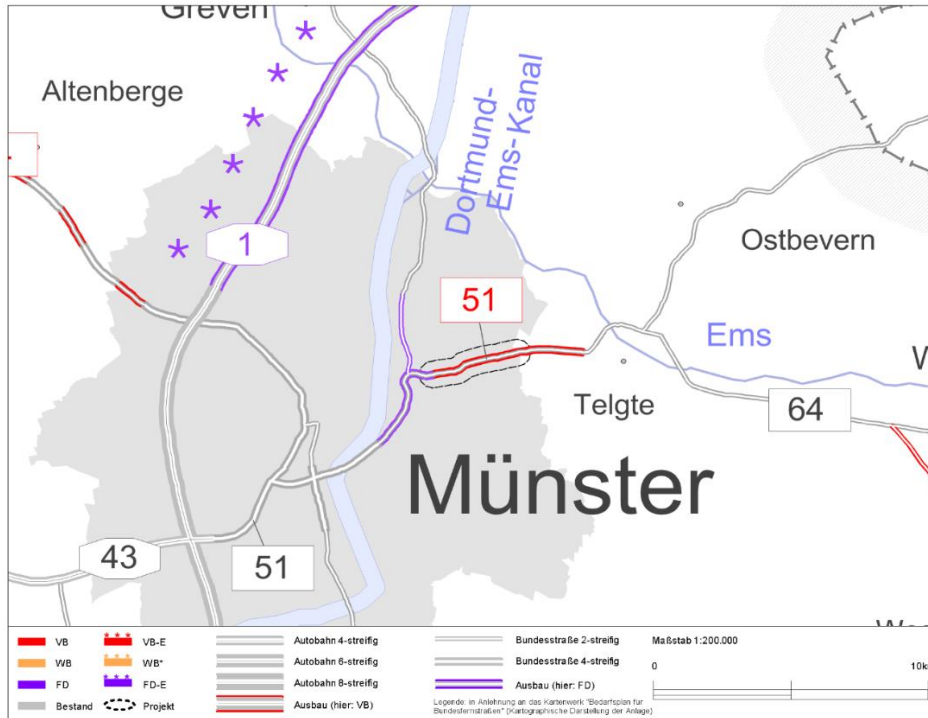 Greven
Altenberge
Dortmund-
Ems-Kanal
1
Ostbevern
51
Ems
Telgte
64
Münster
43
51
VB
VB-E
Autobahn 4-streifig
Bundesstraße 2-streifig
Maßstab 1:200.000
WB
WB*
Autobahn 6-streifig
Bundesstraße 4-streifig
0
10k
FD
FD-E
Autobahn 8-streifig
Ausbau (hier: FD)
Bestand
Projekt
Ausbau (hier: VB)
Legende: in Anlehnung an das Kartenwerk "Bedarfsplan für
Bundesfernstraßen" (Kartographische Darstellung der Anlage)